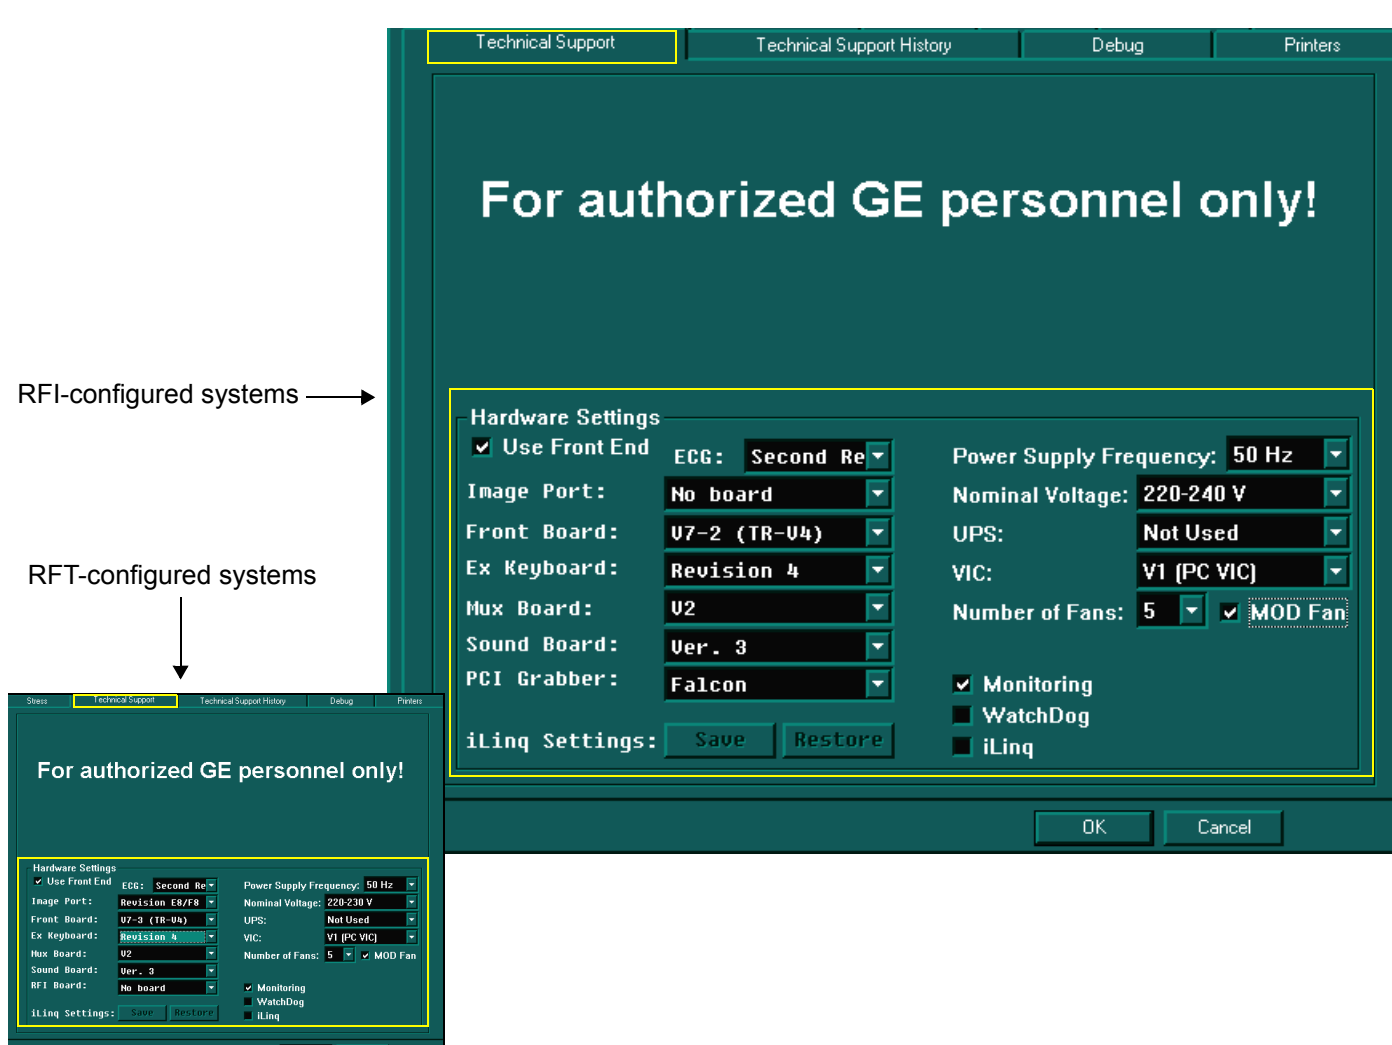 Technical Support Technical Support History Debug Printers
For authorized GE personnel only!
RFI-configured systems
Hardware Settings
Use Front End ECG: Second Re Power Supply Frequency: 50 Hz
Image Port: No board Nominal Voltage: 220-240 V
Front Board: V7-2 (TR-V4) UPS: Not Used
Ex Keyboard: Revision 4 VIC: V1 (PC VIC)
Mux Board: V2 Number of Fans: 5 MOD Fan
Sound Board: Ver. 3
PCI Grabber: Falcon Monitoring
WatchDog
iLinq Settings: Save Restore iLinq
OK Cancel
RFT-configured systems
Stress Technical Support Technical Support History Debug Printers
For authorized GE personnel only!
Hardware Settings
Use Front End ECG: Second Re Power Supply Frequency: 50 Hz
Image Port: Revision E8/F8 Nominal Voltage: 220-230 V
Front Board: V7-3 (TR-V4) UPS: Not Used
Ex Keyboard: Revision 4 VIC: V1 (PC VIC)
Mux Board: V2 Number of Fans: 5 MOD Fan
Sound Board: Ver. 3
RFI Board: No board Monitoring
WatchDog
iLinq Settings: Save Restore iLinq